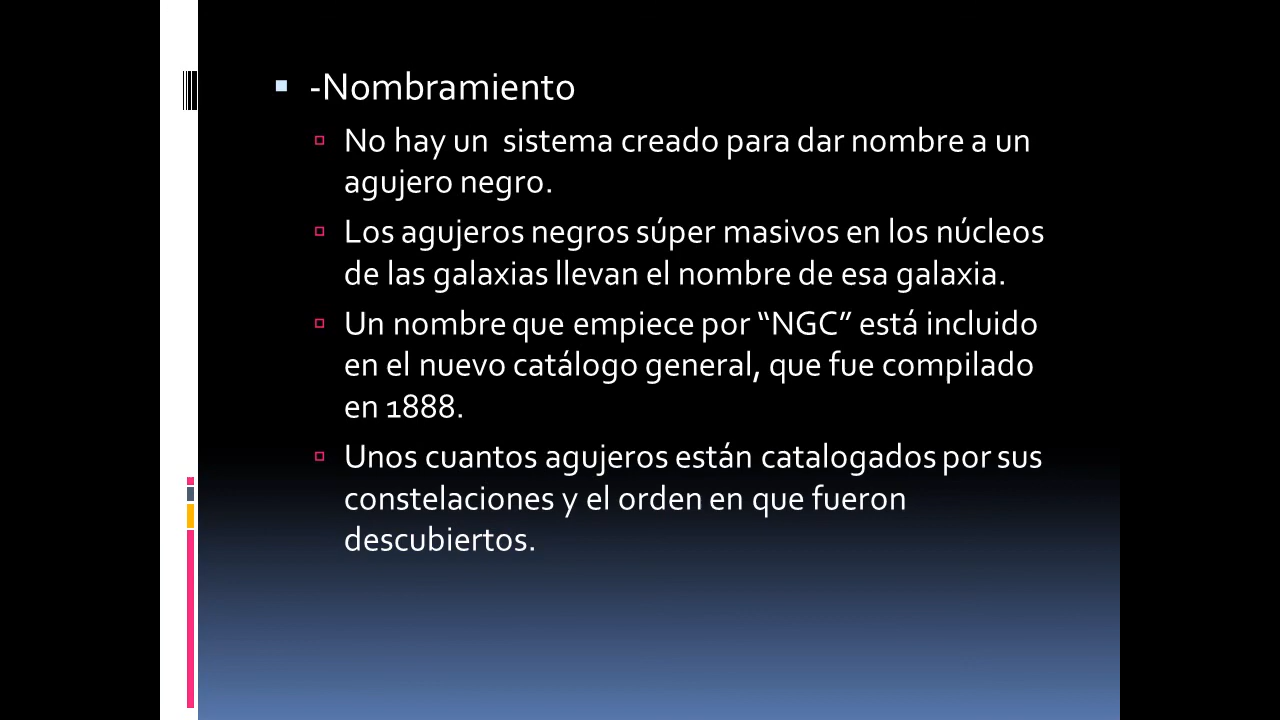 -Nombramiento
No hay un  sistema creado para dar nombre a un
agujero negro.
Los agujeros negros súper masivos en los núcleos
de las galaxias llevan el nombre de esa galaxia.
Un nombre que empiece por “NGC” está incluido
en el nuevo catálogo general, que fue compilado
en 1888.
Unos cuantos agujeros están catalogados por sus
constelaciones y el orden en que fueron
descubiertos.